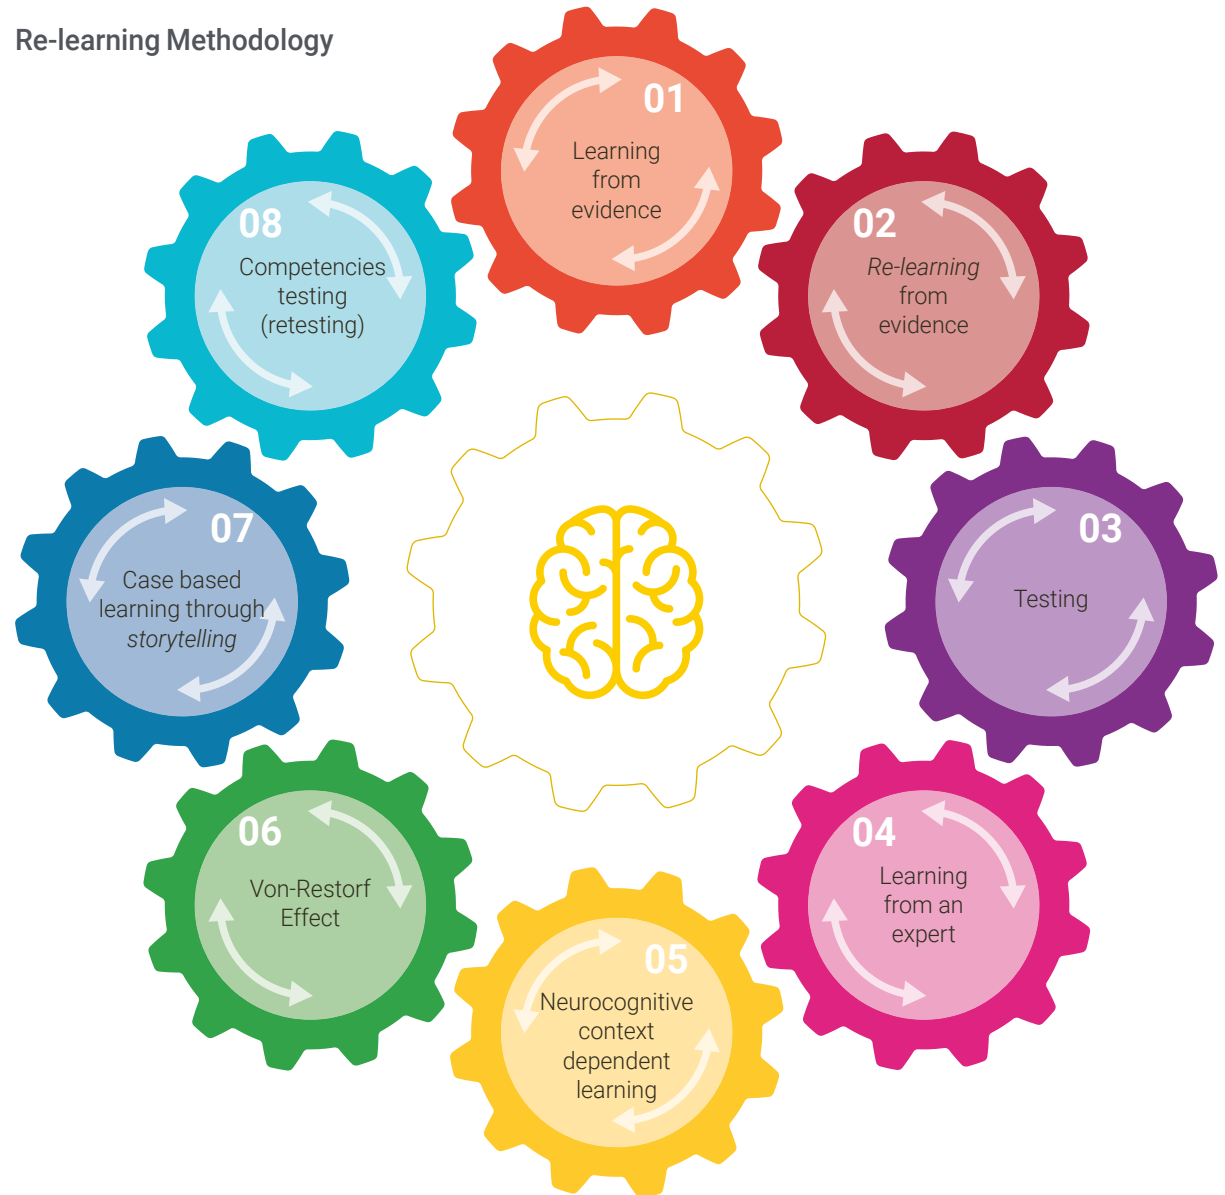 Re-learning Methodology
01
Learning
from
evidence
02
Re-learning
from
evidence
03
Testing
04
Learning
from an
expert
05
Neurocognitive
context
dependent
learning
06
Von-Restorf
Effect
07
Case based
learning through
storytelling
08
Competencies
testing
(retesting)